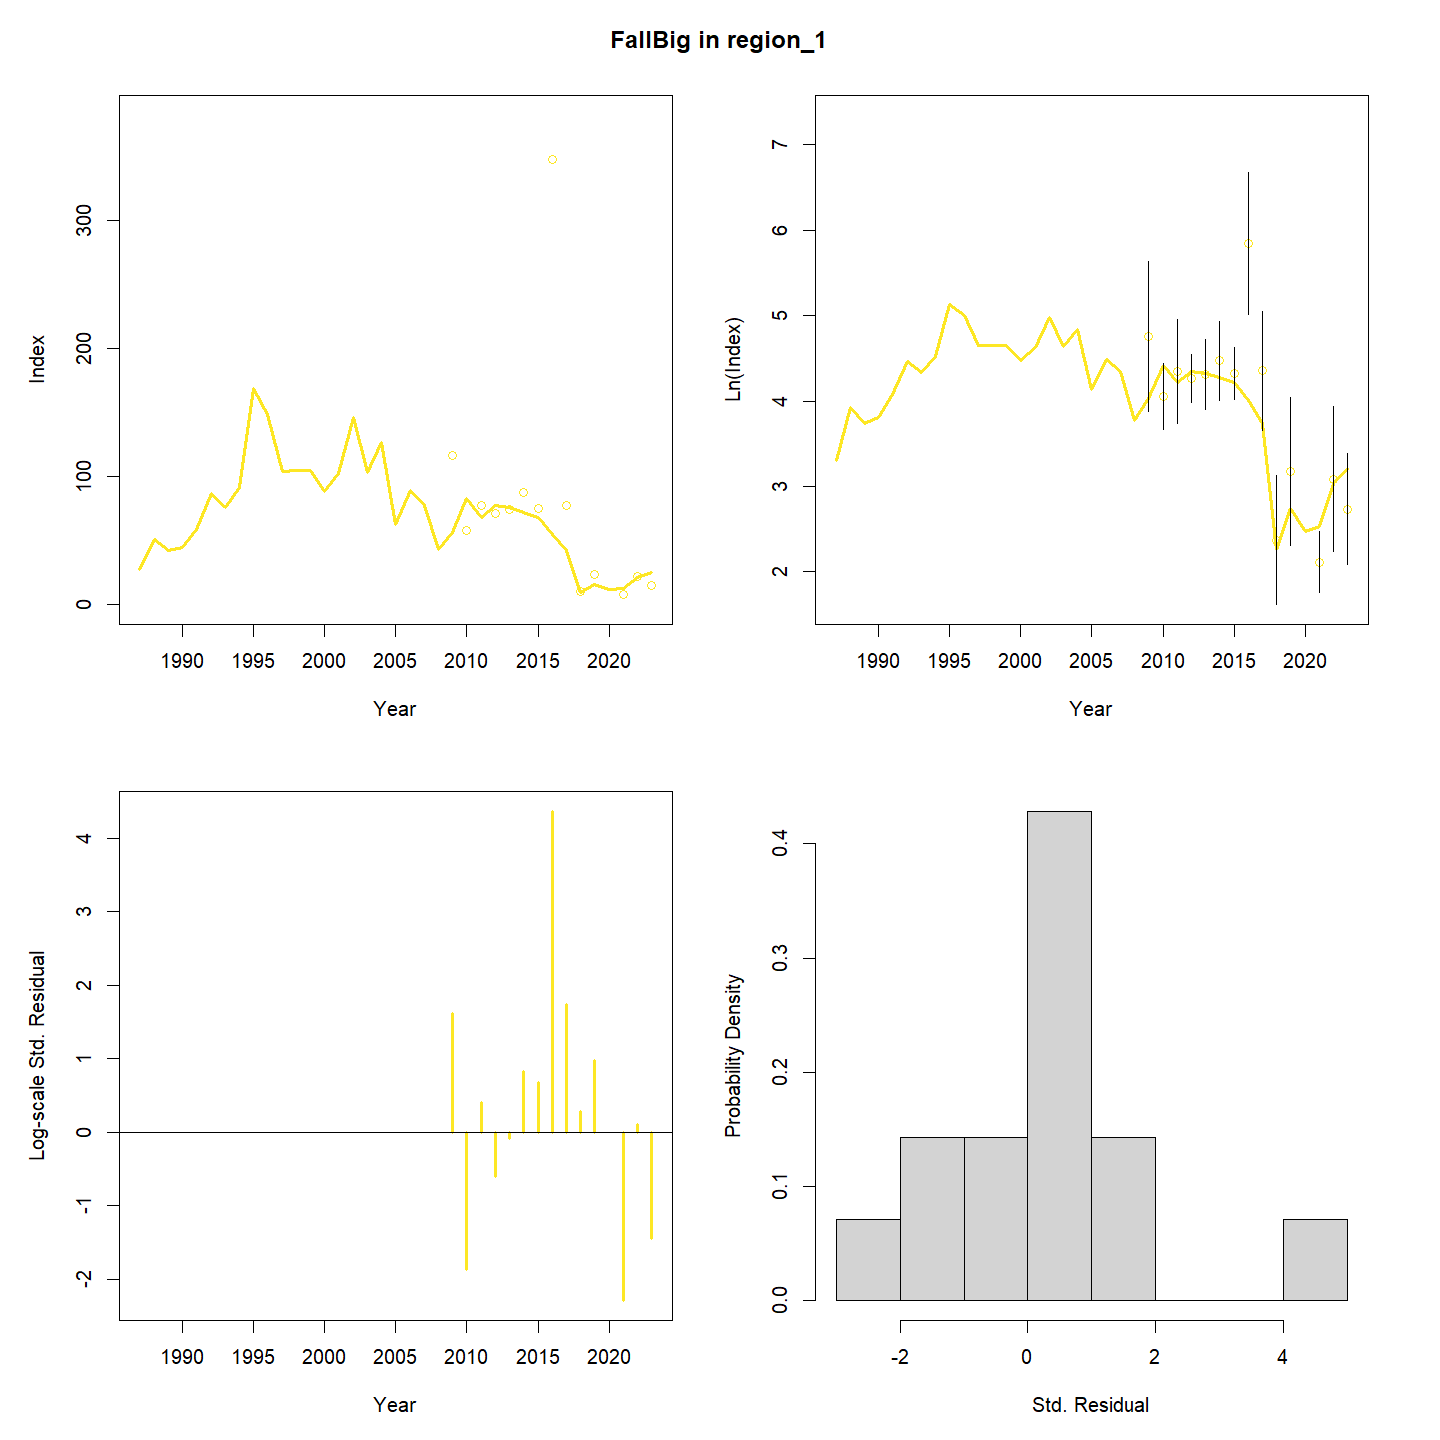 FallBig in region_1
Index
0 100 200 300
1990 1995 2000 2005 2010 2015 2020
Year
Ln(Index)
2 3 4 5 6 7
1990 1995 2000 2005 2010 2015 2020
Year
Log-scale Std. Residual
-2 -1 0 1 2 3 4
1990 1995 2000 2005 2010 2015 2020
Year
Probability Density
0.0 0.1 0.2 0.3 0.4
-2 0 2 4
Std. Residual